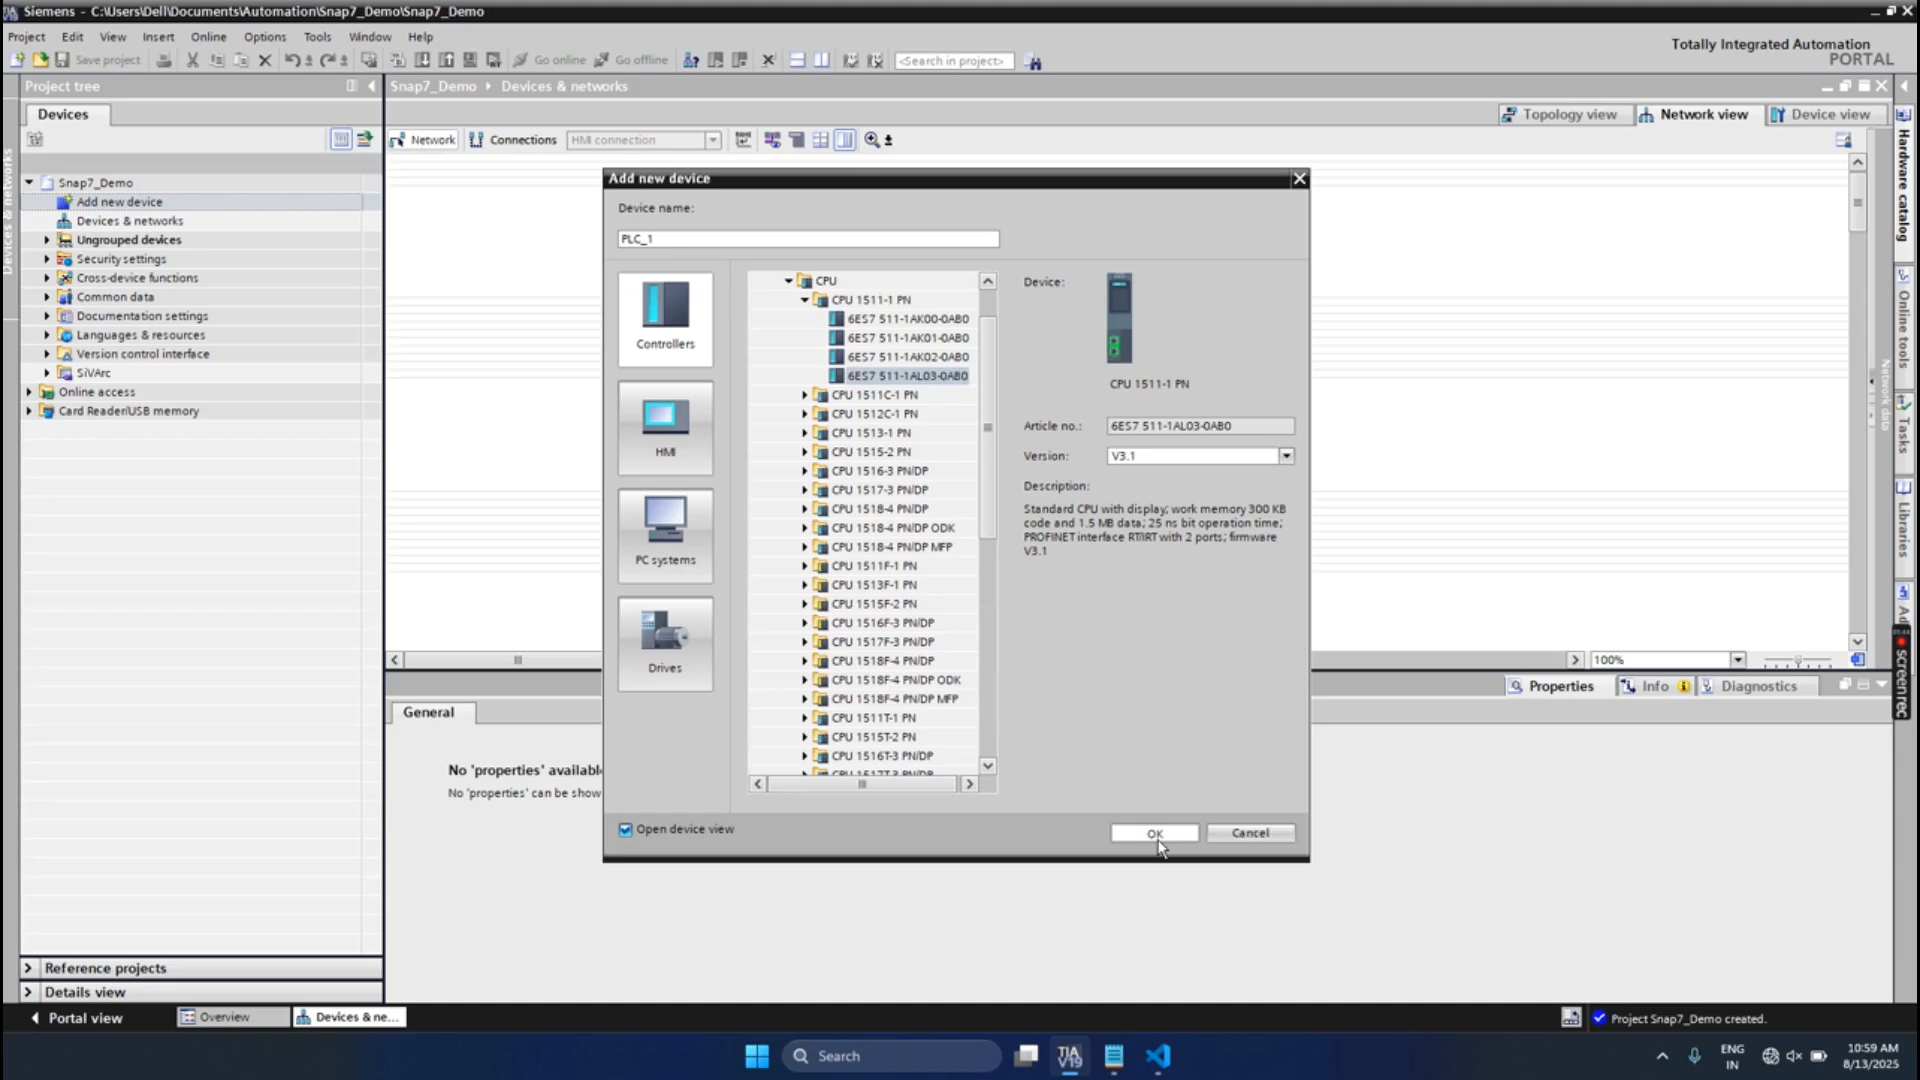 Siemens - C:\Users\Dell\Documents\Automation\Snap7_Demo\Snap7_Demo
Project Edit View Insert Online Options Tools Window Help
Totally Integrated Automation
PORTAL
Save project
Go online
Go offline
<Search in project>
Project tree
Snap7_Demo
Devices & networks
Devices
Topology view
Network view
Device view
Network
Connections
HMI connection
Snap7_Demo
Add new device
Devices & networks
Ungrouped devices
Security settings
Cross-device functions
Common data
Documentation settings
Languages & resources
Version control interface
SiVArc
Online access
Card Reader/USB memory
Reference projects
Details view
Devices & networks
Add new device
Device name:
PLC_1
Controllers
HMI
PC systems
Drives
CPU
CPU 1511-1 PN
6ES7 511-1AK00-0AB0
6ES7 511-1AK01-0AB0
6ES7 511-1AK02-0AB0
6ES7 511-1AL03-0AB0
CPU 1511C-1 PN
CPU 1512C-1 PN
CPU 1513-1 PN
CPU 1515-2 PN
CPU 1516-3 PN/DP
CPU 1517-3 PN/DP
CPU 1518-4 PN/DP
CPU 1518-4 PN/DP ODK
CPU 1518-4 PN/DP MFP
CPU 1511F-1 PN
CPU 1513F-1 PN
CPU 1515F-2 PN
CPU 1516F-3 PN/DP
CPU 1517F-3 PN/DP
CPU 1518F-4 PN/DP
CPU 1518F-4 PN/DP ODK
CPU 1518F-4 PN/DP MFP
CPU 1511T-1 PN
CPU 1515T-2 PN
CPU 1516T-3 PN/DP
CPU 1517T-3 PN/DP
Device:
CPU 1511-1 PN
Article no.: 6ES7 511-1AL03-0AB0
Version: V3.1
Description:
Standard CPU with display; work memory 300 KB
code and 1.5 MB data; 25 ns bit operation time;
PROFINET interface RT/IRT with 2 ports; firmware
V3.1
Open device view
OK
Cancel
100%
Properties
Info
Diagnostics
General
No 'properties' availabl
No 'properties' can be show
Hardware catalog
Online tools
Tasks
Libraries
Ad
Network data
screenrec
Portal view
Overview
Devices & ne...
Project Snap7_Demo created.
Search
TIA
V19
ENG
IN
10:59 AM
8/13/2025